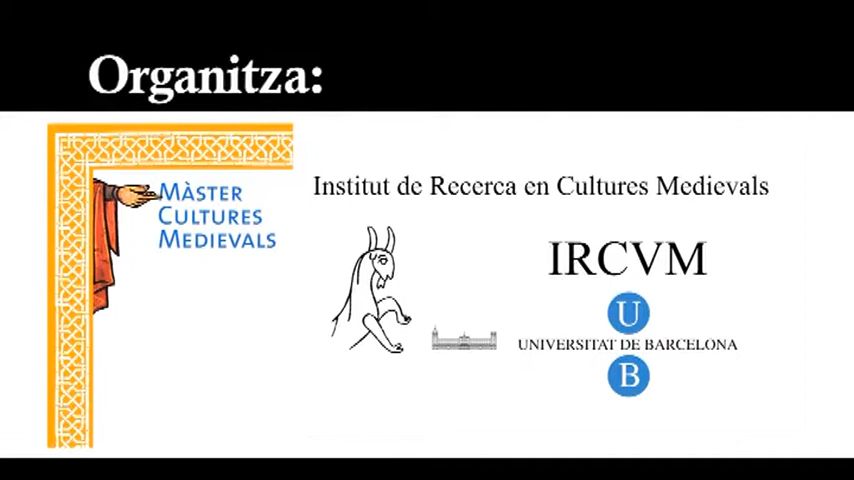 Organitza:
MÀSTER
CULTURES
MEDIEVALS
Institut de Recerca en Cultures Medievals
IRCVM
U
UNIVERSITAT DE BARCELONA
B